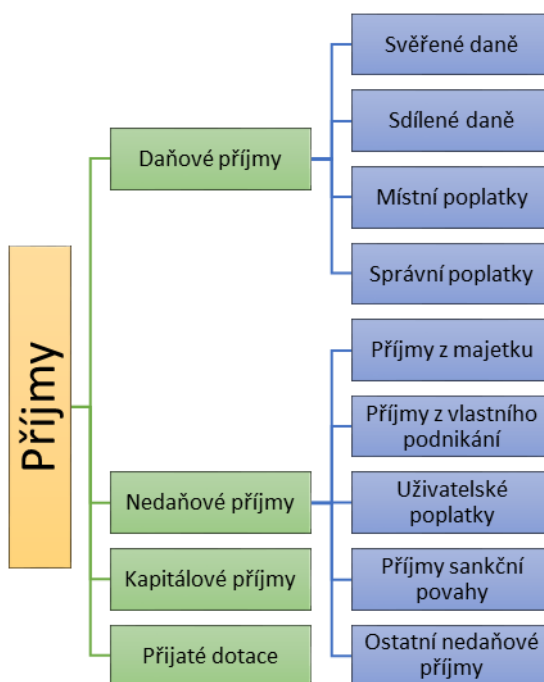 Příjmy
Daňové příjmy
Svěřené daně
Sdílené daně
Místní poplatky
Správní poplatky
Nedaňové příjmy
Příjmy z majetku
Příjmy z vlastního
podnikání
Uživatelské
poplatky
Příjmy sankční
povahy
Ostatní nedaňové
příjmy
Kapitálové příjmy
Přijaté dotace